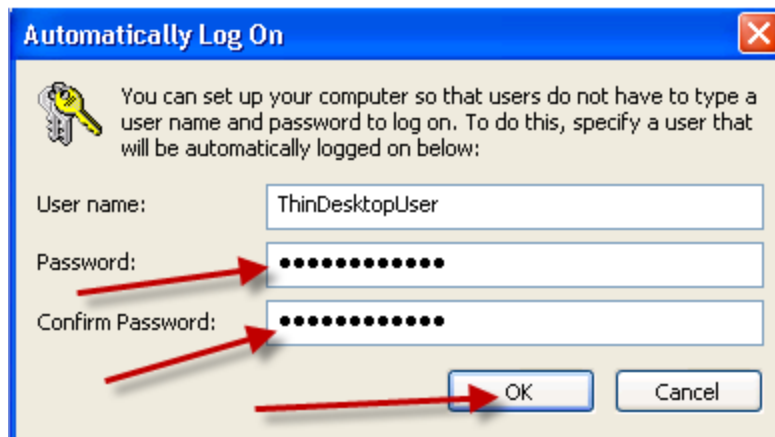 Automatically Log On
You can set up your computer so that users do not have to type a
user name and password to log on. To do this, specify a user that
will be automatically logged on below:
User name: ThinDesktopUser
Password: ••••••••••••
Confirm Password: ••••••••••••
OK Cancel